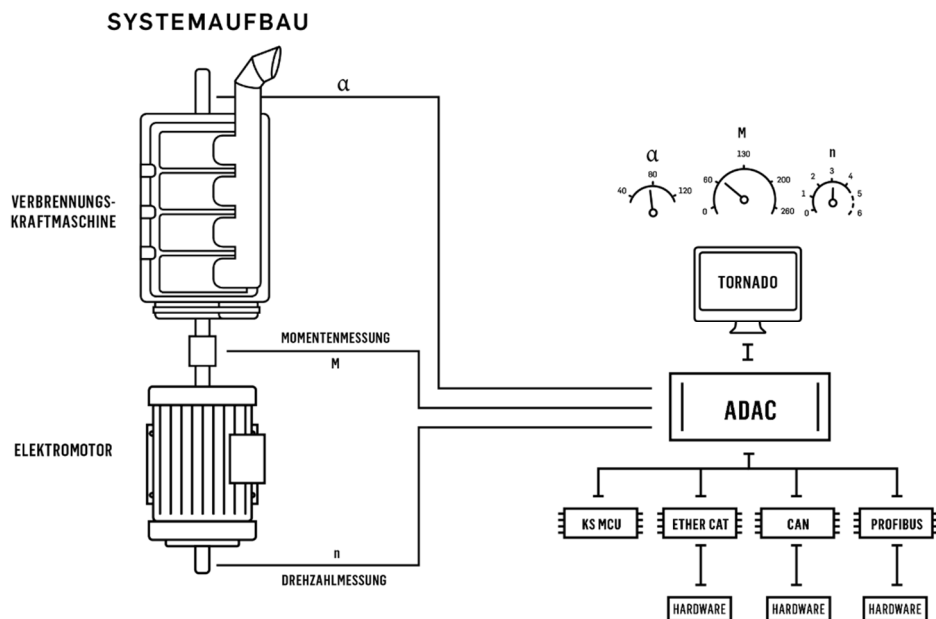 SYSTEMAUFBAU
α
VERBRENNUNGS-
KRAFTMASCHINE
MOMENTENMESSUNG
M
ELEKTROMOTOR
n
DREHZAHLMESSUNG
α
40
80
120
M
0
60
130
200
260
n
0
1
2
3
4
5
6
TORNADO
ADAC
KS MCU
ETHER CAT
CAN
PROFIBUS
HARDWARE
HARDWARE
HARDWARE